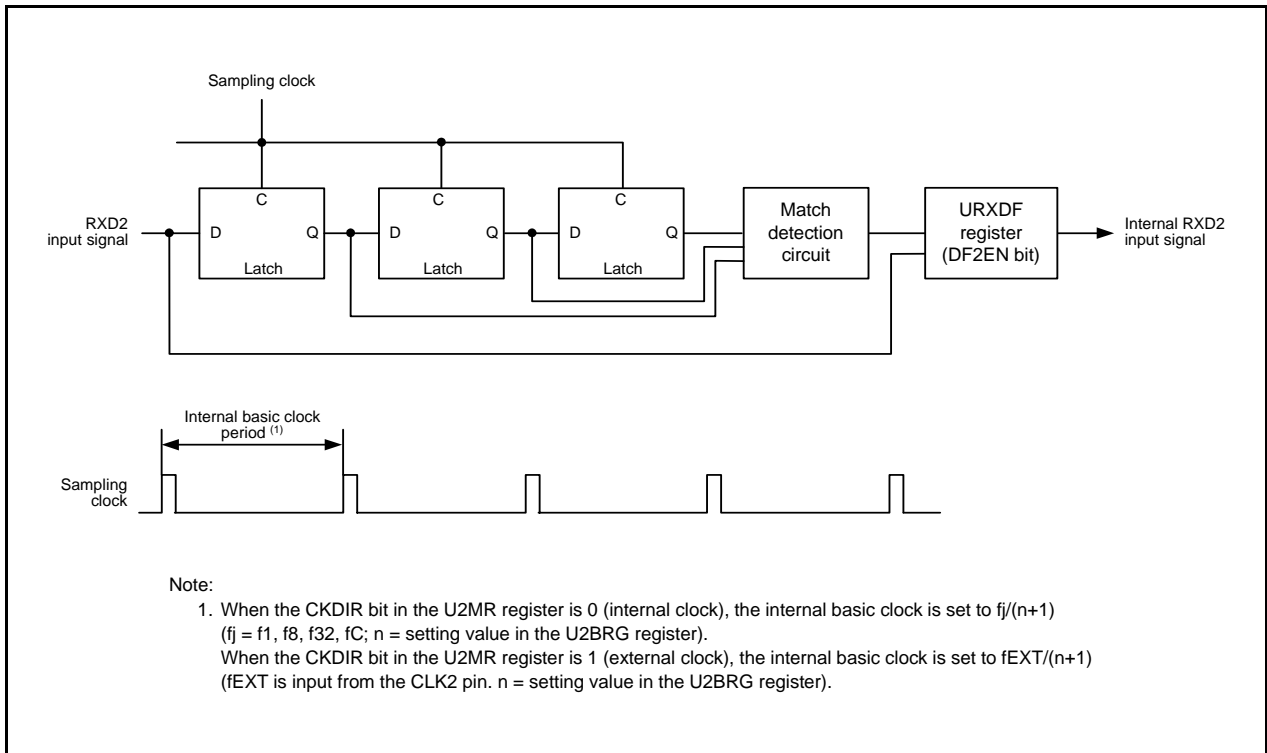 Sampling clock
RXD2
input signal
D
C
Q
Latch
D
C
Q
Latch
D
C
Q
Latch
Match
detection
circuit
URXDF
register
(DF2EN bit)
Internal RXD2
input signal
Internal basic clock
period (1)
Sampling
clock
Note:
1. When the CKDIR bit in the U2MR register is 0 (internal clock), the internal basic clock is set to fj/(n+1)
(fj = f1, f8, f32, fC; n = setting value in the U2BRG register).
When the CKDIR bit in the U2MR register is 1 (external clock), the internal basic clock is set to fEXT/(n+1)
(fEXT is input from the CLK2 pin. n = setting value in the U2BRG register).